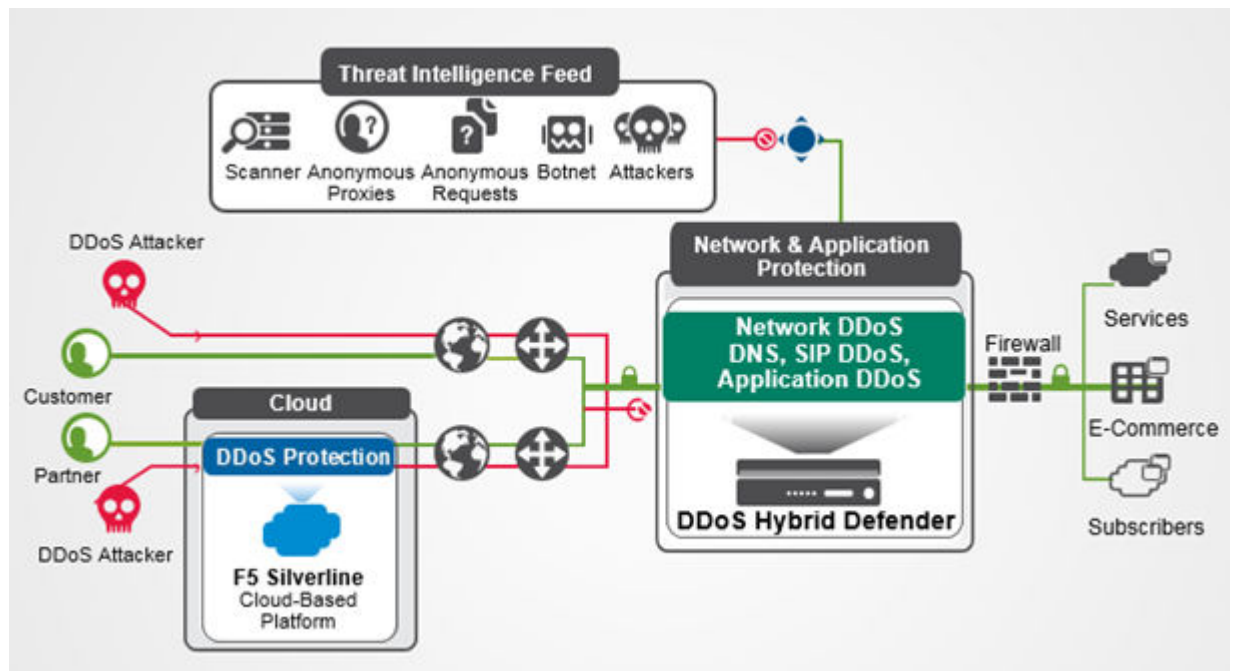 Threat Intelligence Feed
Scanner
Anonymous
Proxies
Anonymous
Requests
Botnet
Attackers
DDoS Attacker
Customer
Partner
DDoS Attacker
Cloud
DDoS Protection
F5 Silverline
Cloud-Based
Platform
Network & Application
Protection
Network DDoS
DNS, SIP DDoS,
Application DDoS
DDoS Hybrid Defender
Firewall
Services
E-Commerce
Subscribers